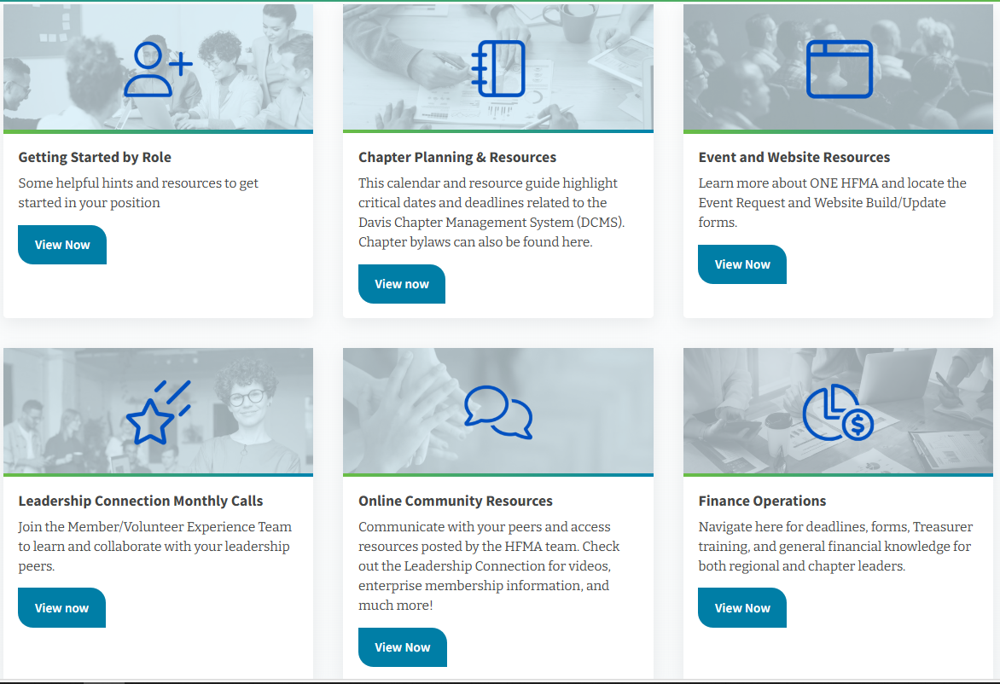 Getting Started by Role
Some helpful hints and resources to get
started in your position
View Now
Chapter Planning & Resources
This calendar and resource guide highlight
critical dates and deadlines related to the
Davis Chapter Management System (DCMS).
Chapter bylaws can also be found here.
View now
Event and Website Resources
Learn more about ONE HFMA and locate the
Event Request and Website Build/Update
forms.
View Now
Leadership Connection Monthly Calls
Join the Member/Volunteer Experience Team
to learn and collaborate with your leadership
peers.
View now
Online Community Resources
Communicate with your peers and access
resources posted by the HFMA team. Check
out the Leadership Connection for videos,
enterprise membership information, and
much more!
View Now
Finance Operations
Navigate here for deadlines, forms, Treasurer
training, and general financial knowledge for
both regional and chapter leaders.
View Now